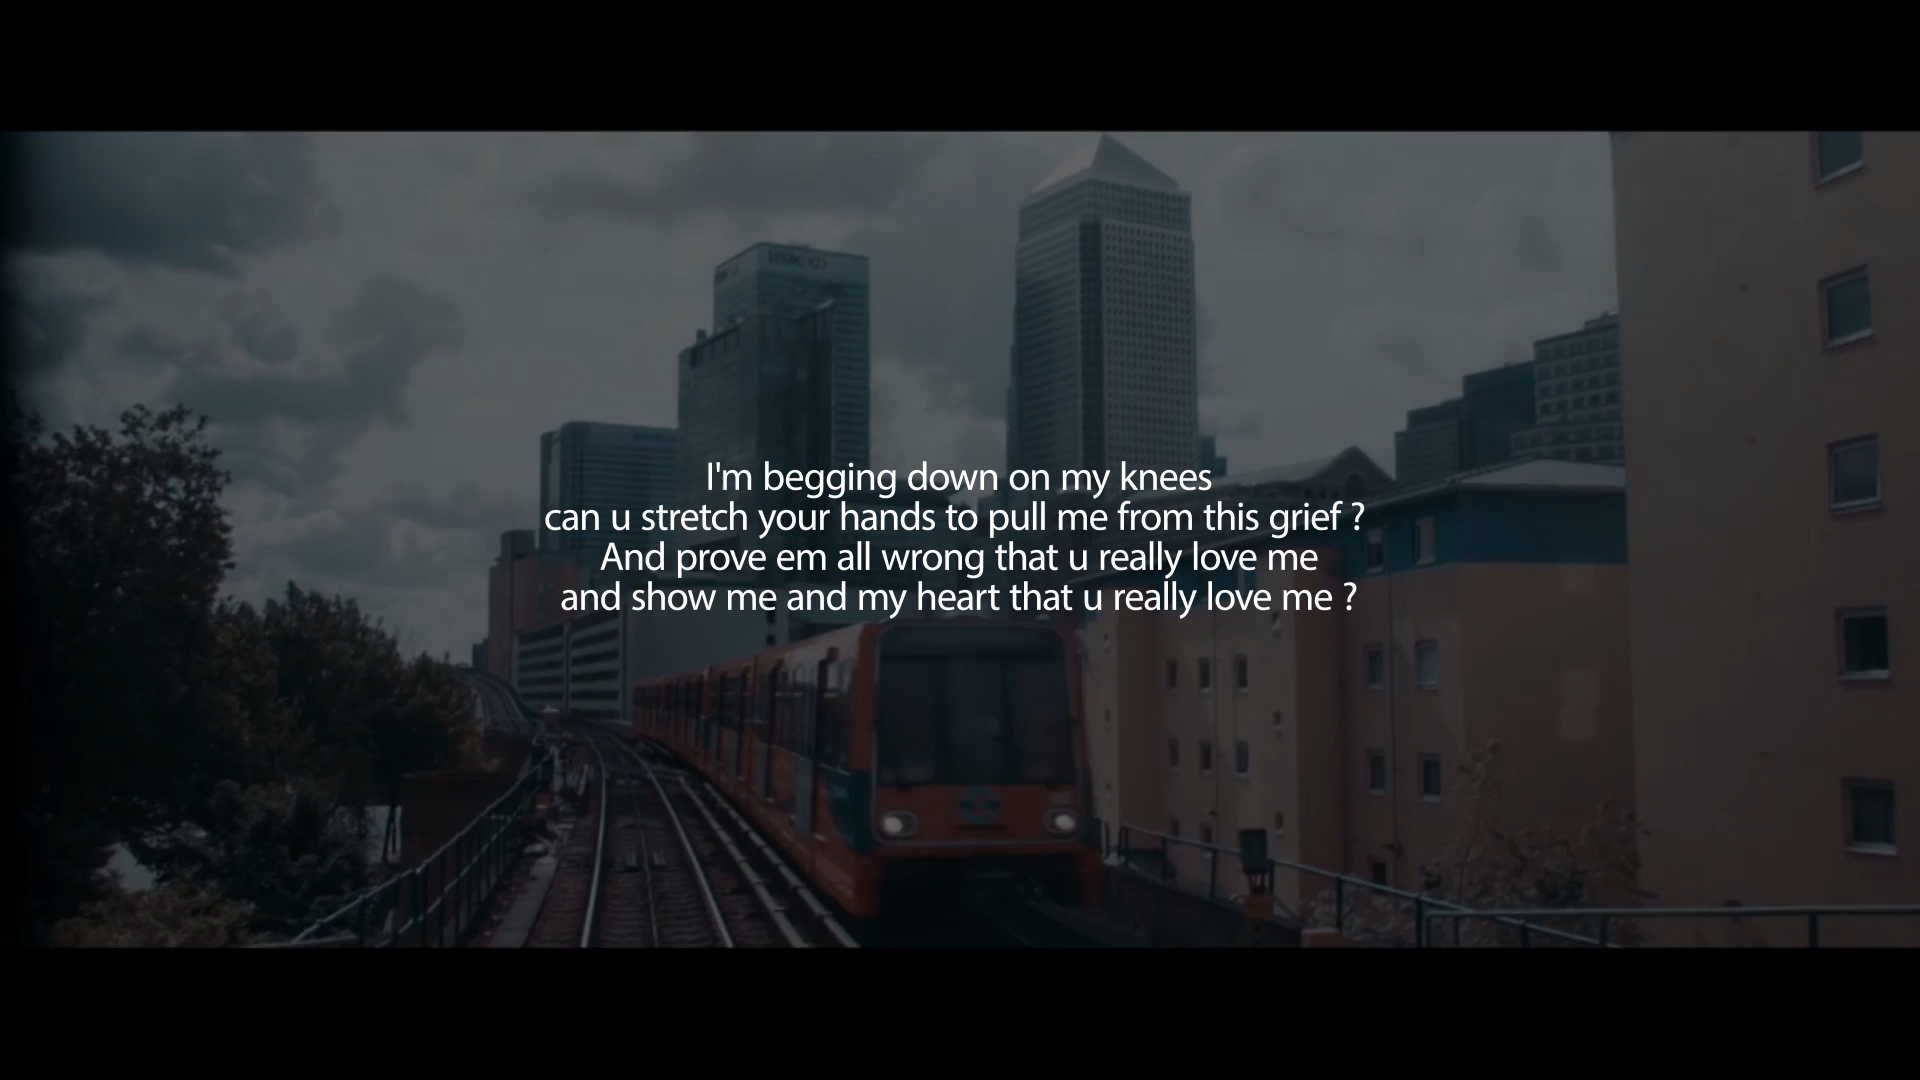 HSBC
I'm begging down on my knees
can u stretch your hands to pull me from this grief ?
And prove em all wrong that u really love me
and show me and my heart that u really love me ?